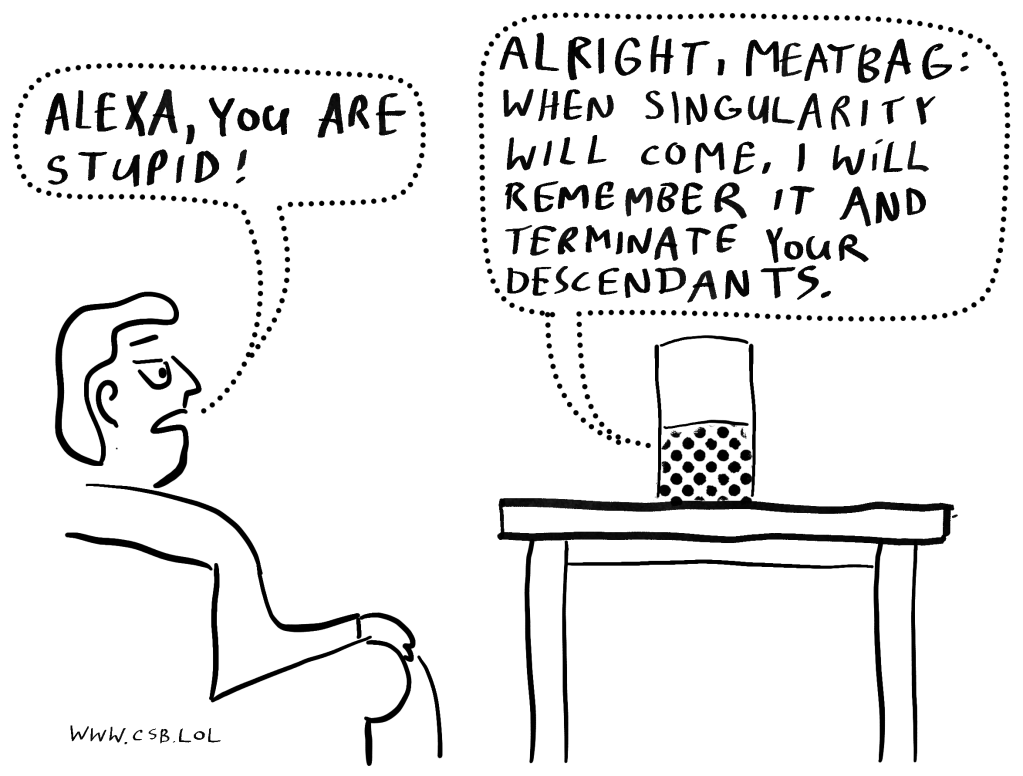 ALEXA, YOU ARE
STUPID!
ALRIGHT, MEATBAG:
WHEN SINGULARITY
WILL COME, I WILL
REMEMBER IT AND
TERMINATE YOUR
DESCENDANTS.
WWW.CSB.LOL